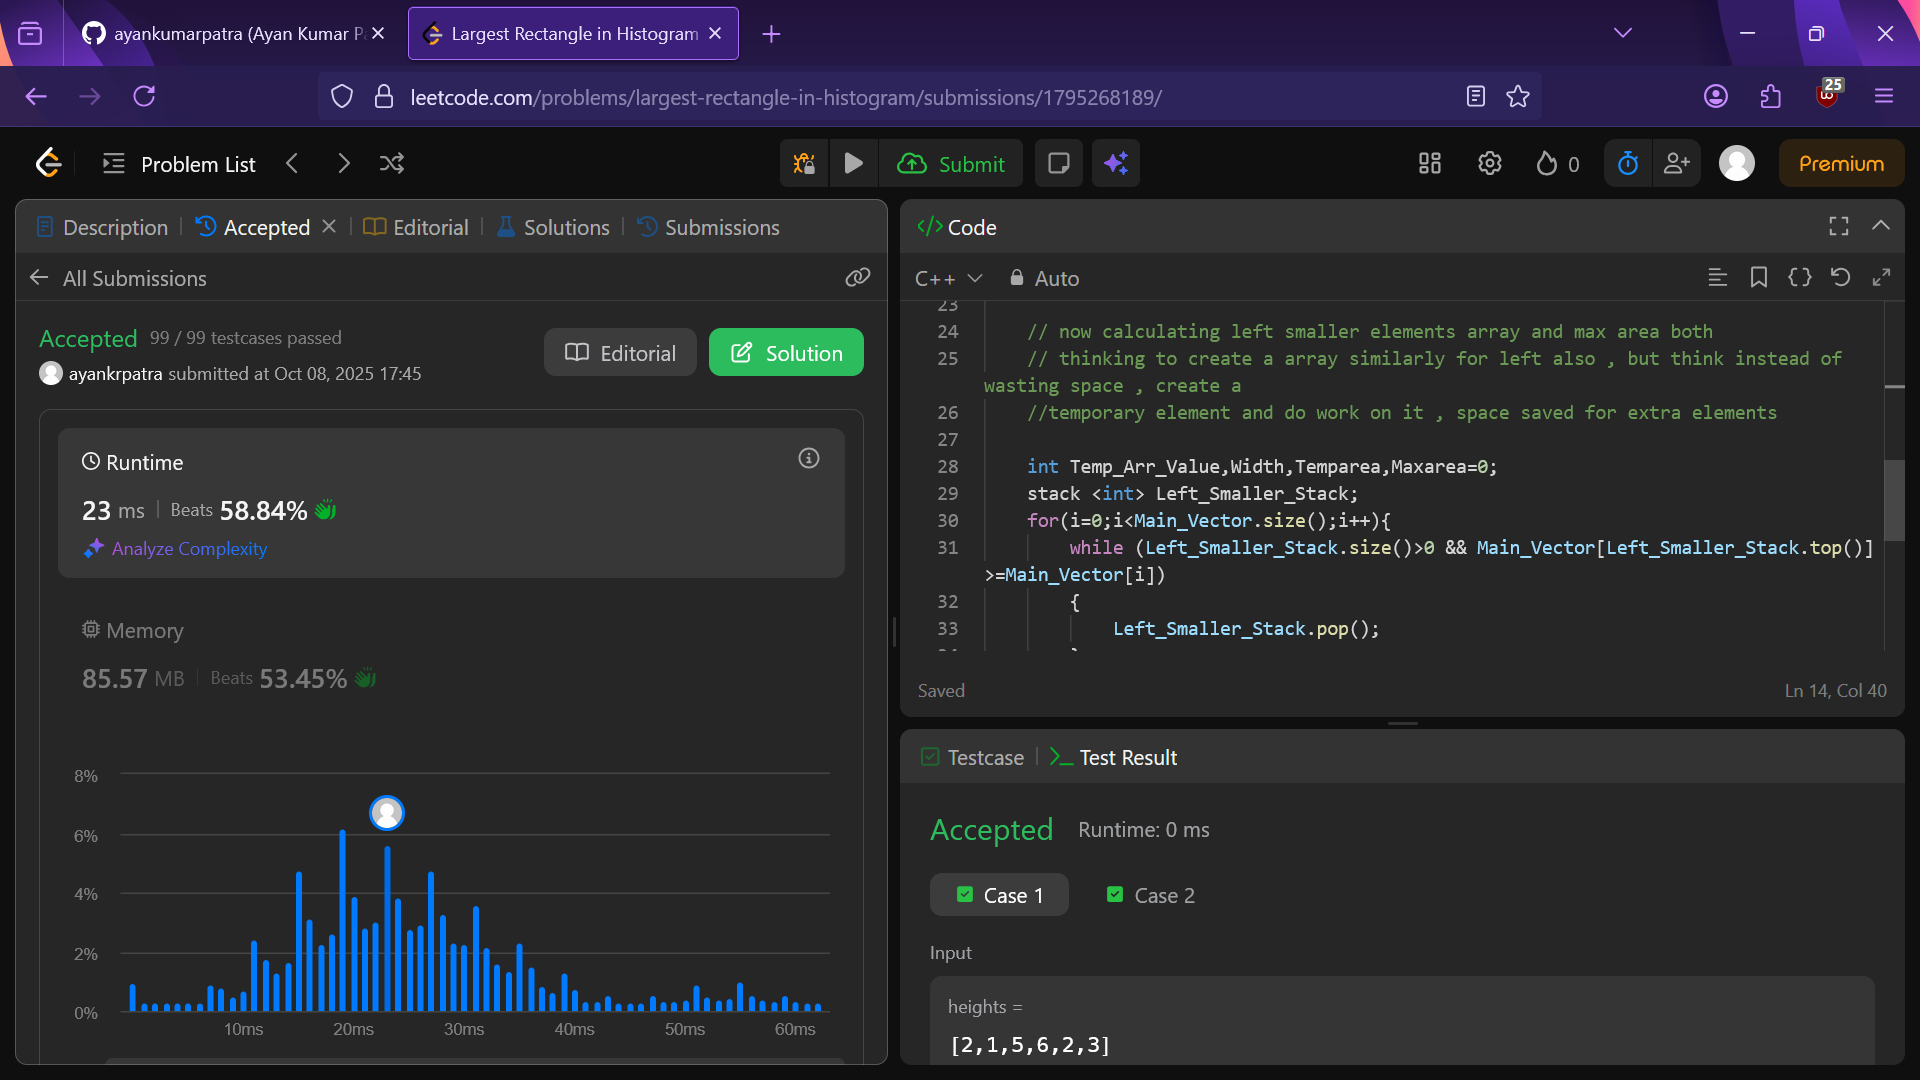 ayankumarpatra (Ayan Kumar P
Largest Rectangle in Histogram
leetcode.com/problems/largest-rectangle-in-histogram/submissions/1795268189/
25
Problem List
Submit
0
Premium
Description
Accepted
Editorial
Solutions
Submissions
All Submissions
Accepted 99 / 99 testcases passed
ayankrpatra submitted at Oct 08, 2025 17:45
Editorial
Solution
Runtime
23 ms | Beats 58.84%
Analyze Complexity
Memory
85.57 MB | Beats 53.45%
8%
6%
4%
2%
0%
10ms 20ms 30ms 40ms 50ms 60ms
</> Code
C++
Auto
23
24 // now calculating left smaller elements array and max area both
25 // thinking to create a array similarly for left also , but think instead of
wasting space , create a
26 //temporary element and do work on it , space saved for extra elements
27
28 int Temp_Arr_Value,Width,Temparea,Maxarea=0;
29 stack <int> Left_Smaller_Stack;
30 for(i=0;i<Main_Vector.size();i++){
31 while (Left_Smaller_Stack.size()>0 && Main_Vector[Left_Smaller_Stack.top()]
>=Main_Vector[i])
32 {
33 Left_Smaller_Stack.pop();
Saved
Ln 14, Col 40
Testcase
>_ Test Result
Accepted Runtime: 0 ms
Case 1
Case 2
Input
heights =
[2,1,5,6,2,3]